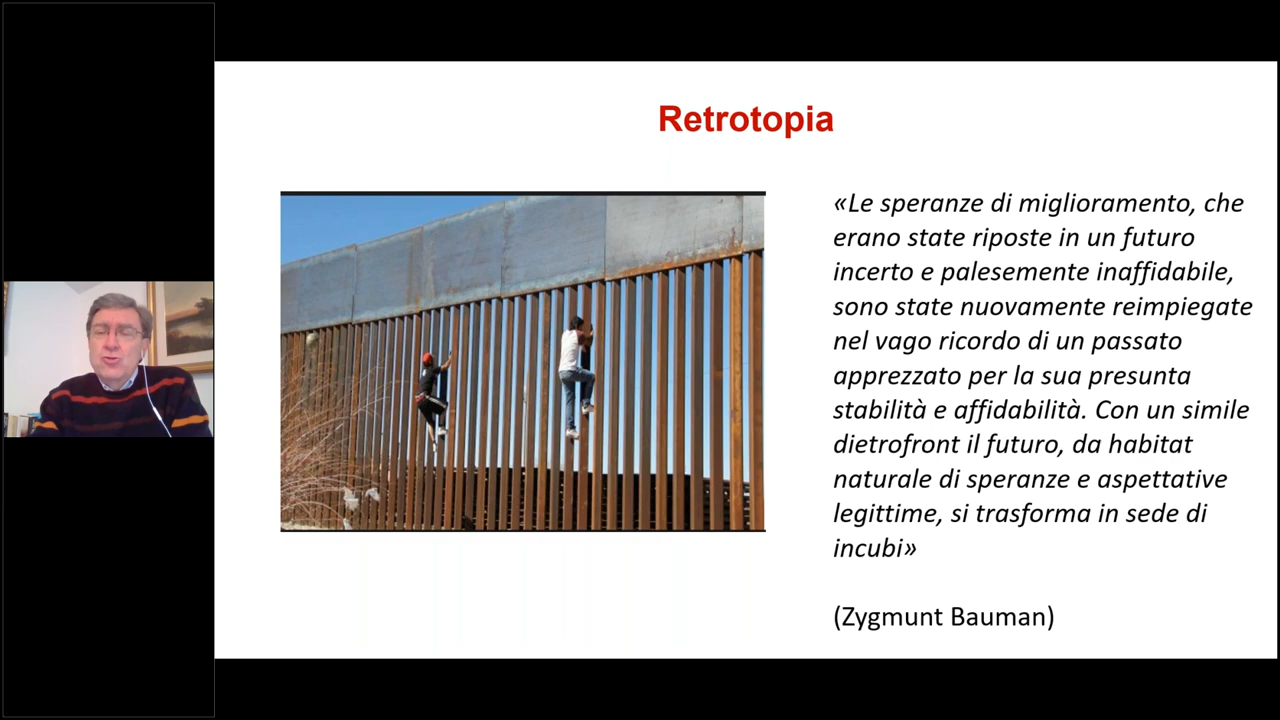 Retrotopia
«Le speranze di miglioramento, che
erano state riposte in un futuro
incerto e palesemente inaffidabile,
sono state nuovamente reimpiegate
nel vago ricordo di un passato
apprezzato per la sua presunta
stabilità e affidabilità. Con un simile
dietrofront il futuro, da habitat
naturale di speranze e aspettative
legittime, si trasforma in sede di
incubi»
(Zygmunt Bauman)